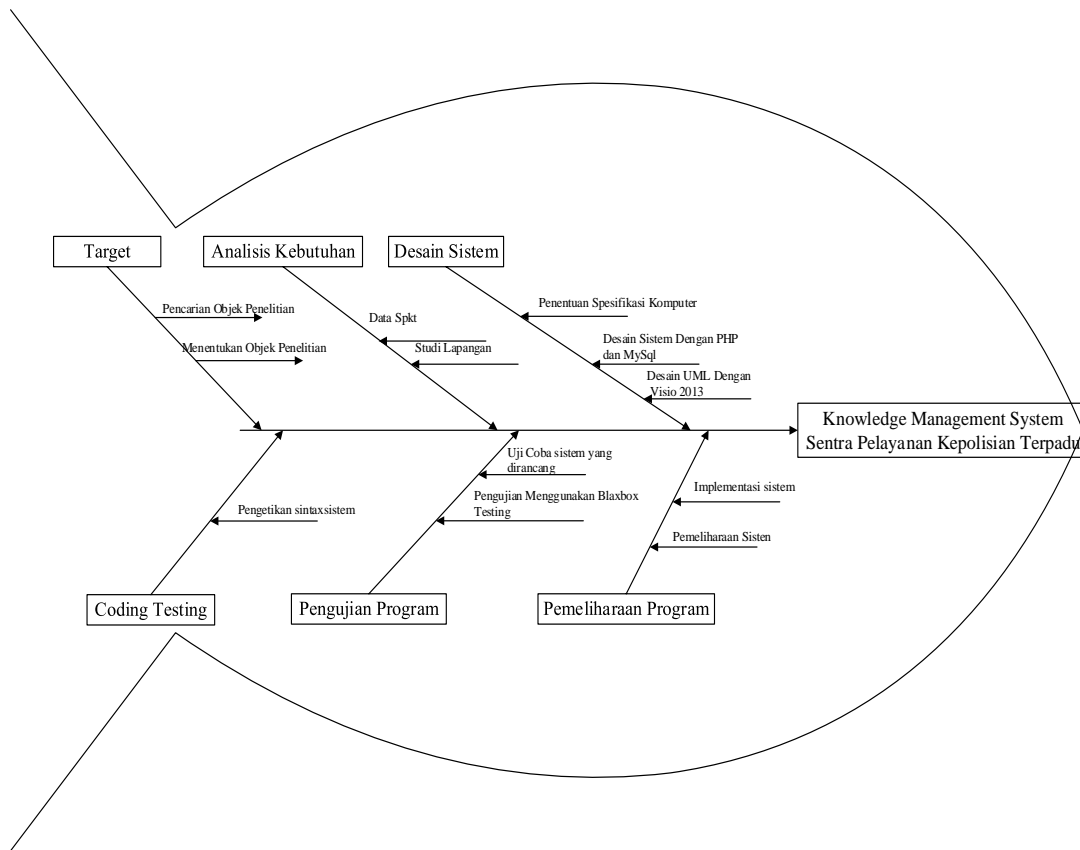 Target
Analisis Kebutuhan
Desain Sistem
Pencarian Objek Penelitian
Menentukan Objek Penelitian
Data Spkt
Studi Lapangan
Penentuan Spesifikasi Komputer
Desain Sistem Dengan PHP
dan MySql
Desain UML Dengan
Visio 2013
Knowledge Management System
Sentra Pelayanan Kepolisian Terpadu
Pengetikan sintaxsistem
Uji Coba sistem yang
dirancang
Pengujian Menggunakan Blaxbox
Testing
Implementasi sistem
Pemeliharaan Sisten
Coding Testing
Pengujian Program
Pemeliharaan Program